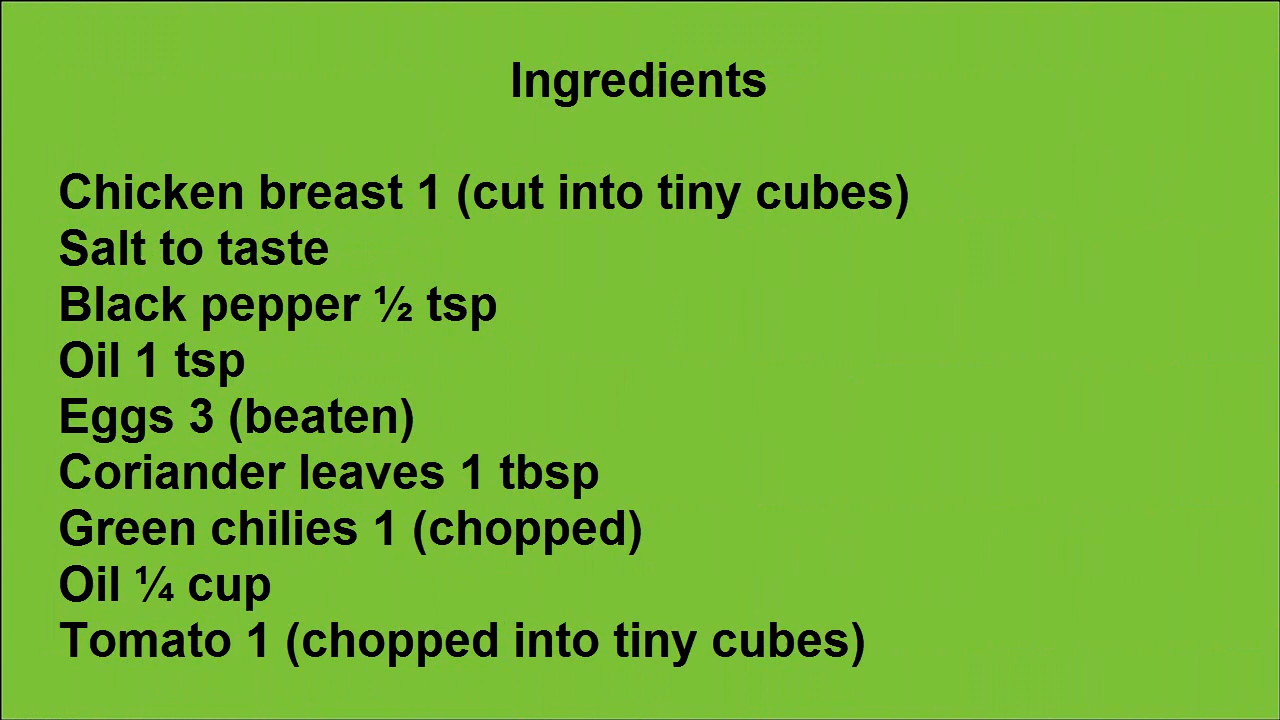 Ingredients
Chicken breast 1 (cut into tiny cubes)
Salt to taste
Black pepper ½ tsp
Oil 1 tsp
Eggs 3 (beaten)
Coriander leaves 1 tbsp
Green chilies 1 (chopped)
Oil ¼ cup
Tomato 1 (chopped into tiny cubes)